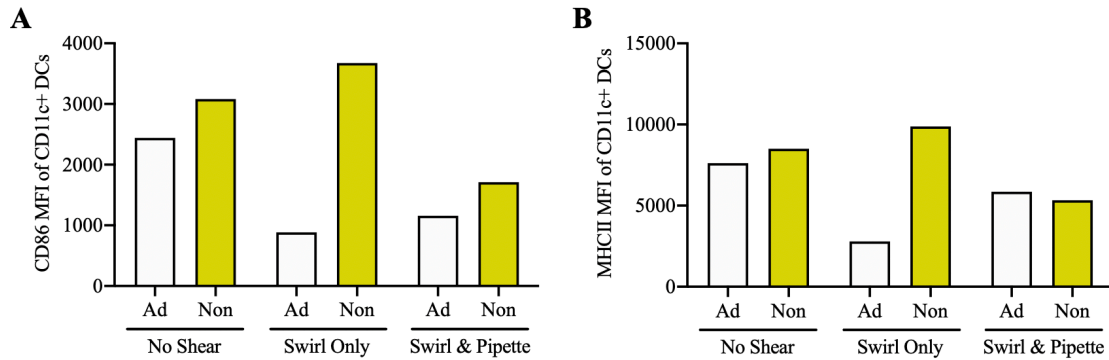 A
CD86 MFI of CD11c+ DCs
4000
3000
2000
1000
0
Ad Non Ad Non Ad Non
No Shear Swirl Only Swirl & Pipette
B
MHCII MFI of CD11c+ DCs
15000
10000
5000
0
Ad Non Ad Non Ad Non
No Shear Swirl Only Swirl & Pipette